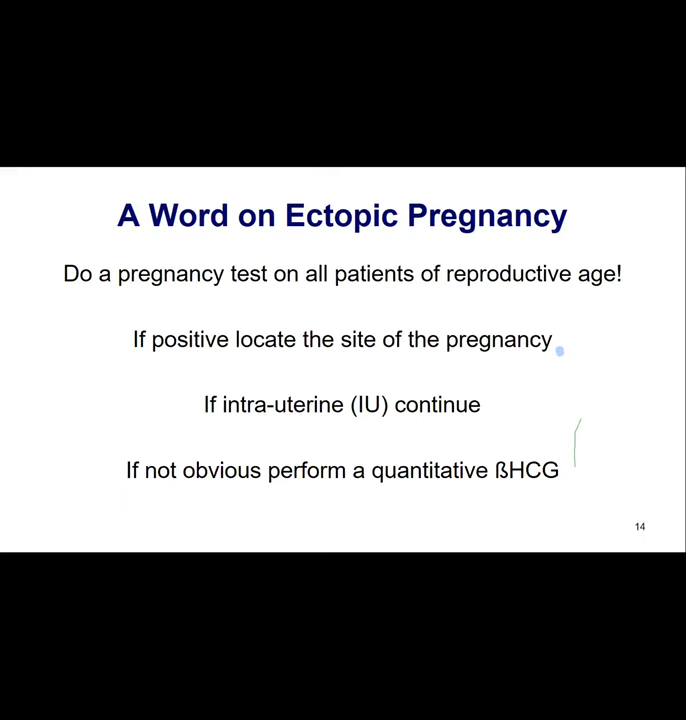 A Word on Ectopic Pregnancy
Do a pregnancy test on all patients of reproductive age!
If positive locate the site of the pregnancy
If intra-uterine (IU) continue
If not obvious perform a quantitative ßHCG
14